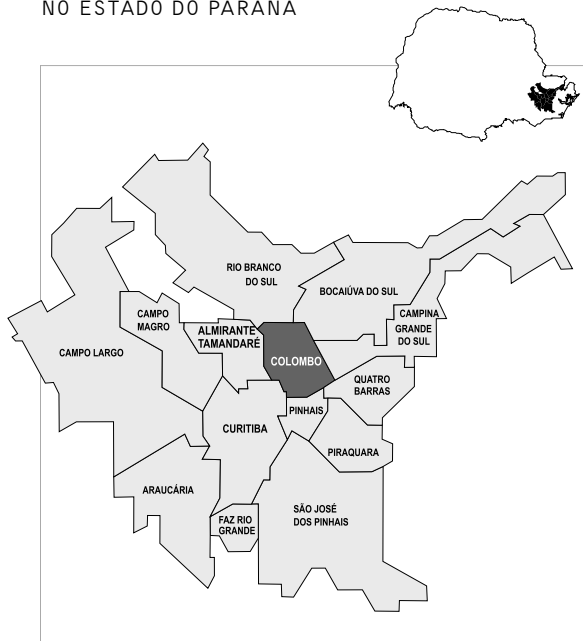 NO ESTADO DO PARANÁ
RIO BRANCO
DO SUL
BOCAIÚVA DO SUL
CAMPO
MAGRO
CAMPINA
GRANDE
DO SUL
ALMIRANTE
TAMANDARÉ
CAMPO LARGO
COLOMBO
QUATRO
BARRAS
PINHAIS
CURITIBA
PIRAQUARA
ARAUCÁRIA
SÃO JOSÉ
DOS PINHAIS
FAZ RIO
GRANDE